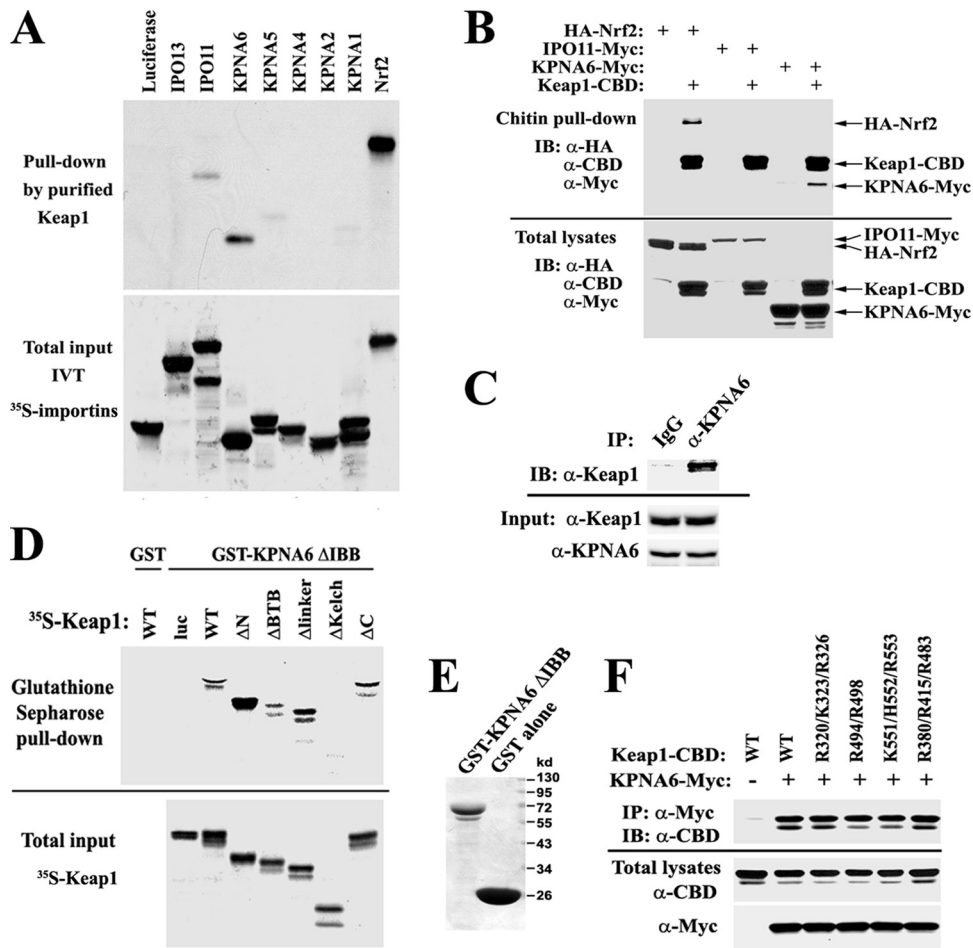 A
Luciferase
IPO13
IPO11
KPNA6
KPNA5
KPNA4
KPNA2
KPNA1
Nrf2
Pull-down
by purified
Keap1
Total input
IVT
³⁵S-importins
B
HA-Nrf2: + +
IPO11-Myc: + +
KPNA6-Myc: + +
Keap1-CBD: + + +
Chitin pull-down
IB: α-HA
α-CBD
α-Myc
HA-Nrf2
Keap1-CBD
KPNA6-Myc
Total lysates
IB: α-HA
α-CBD
α-Myc
IPO11-Myc
HA-Nrf2
Keap1-CBD
KPNA6-Myc
C
IP: IgG α-KPNA6
IB: α-Keap1
Input: α-Keap1
α-KPNA6
D
GST GST-KPNA6 ΔIBB
³⁵S-Keap1: WT luc WT ΔN ΔBTB Δlinker ΔKelch ΔC
Glutathione
Sepharose
pull-down
Total input
³⁵S-Keap1
E
GST-KPNA6 ΔIBB
GST alone
kd
130
95
72
55
43
34
26
F
Keap1-CBD: WT WT R320/K323/R326 R494/R498 K551/H552/R553 R380/R415/R483
KPNA6-Myc: - + + + + +
IP: α-Myc
IB: α-CBD
Total lysates
α-CBD
α-Myc